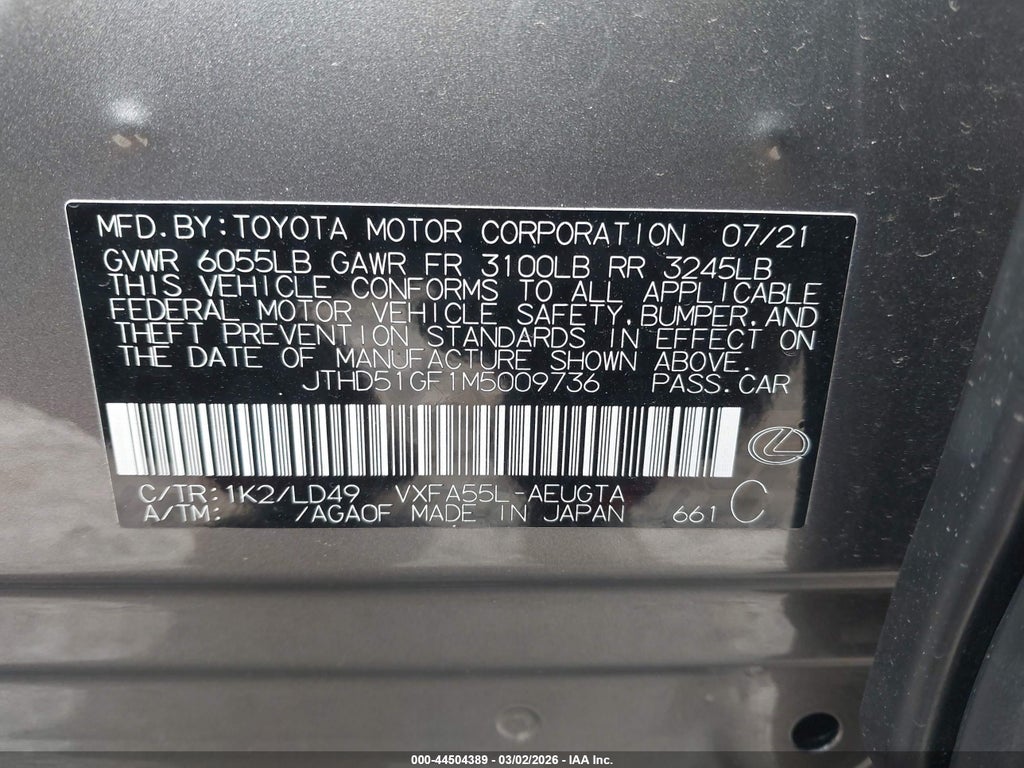 MFD.BY:TOYOTA MOTOR CORPORATION 07/21
GVWR 6055LB GAWR FR 3100LB RR 3245LB
THIS VEHICLE CONFORMS TO ALL APPLICABLE
FEDERAL MOTOR VEHICLE SAFETY,BUMPER,AND
THEFT PREVENTION STANDARDS IN EFFECT ON
THE DATE OF MANUFACTURE SHOWN ABOVE.
JTHD51GF1M5009736 PASS.CAR
C/TR:1K2/LD49 VXFA55L-AEUGTA
A/TM: /AGA0F MADE IN JAPAN 661 C
000-44504389 - 03/02/2026 - IAA Inc.